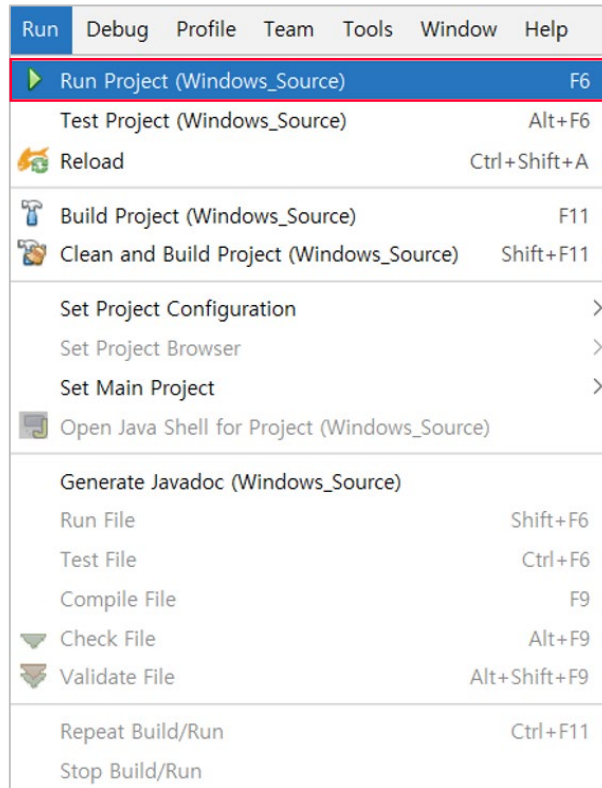 Run Debug Profile Team Tools Window Help
Run Project (Windows_Source) F6
Test Project (Windows_Source) Alt+F6
Reload Ctrl+Shift+A
Build Project (Windows_Source) F11
Clean and Build Project (Windows_Source) Shift+F11
Set Project Configuration
Set Project Browser
Set Main Project
Open Java Shell for Project (Windows_Source)
Generate Javadoc (Windows_Source)
Run File Shift+F6
Test File Ctrl+F6
Compile File F9
Check File Alt+F9
Validate File Alt+Shift+F9
Repeat Build/Run Ctrl+F11
Stop Build/Run